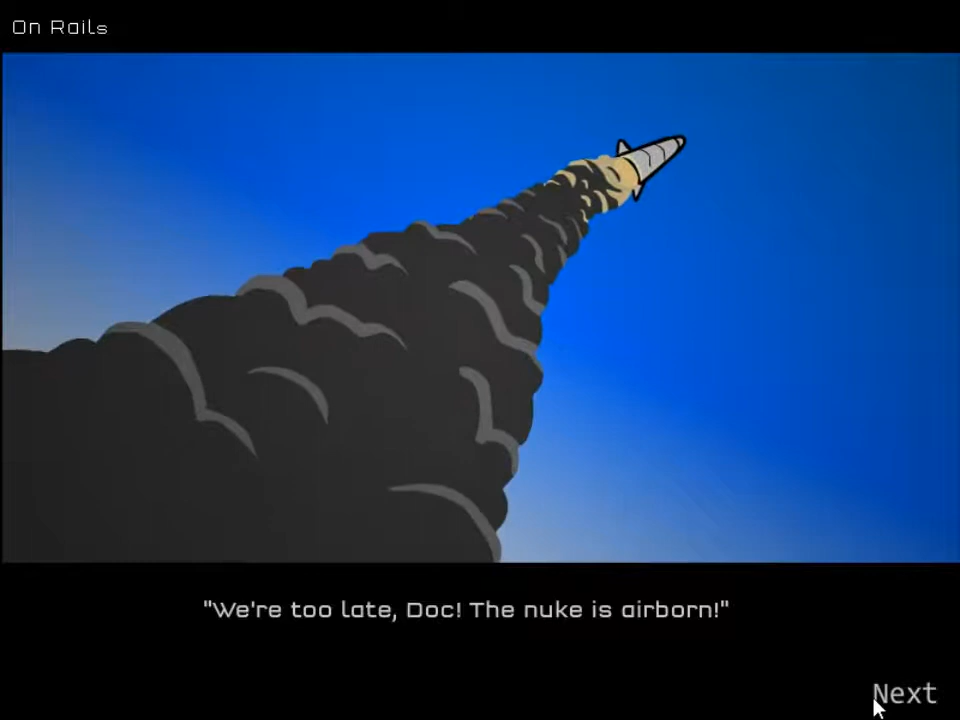 On Rails
"We're too late, Doc! The nuke is airborn!"
Next